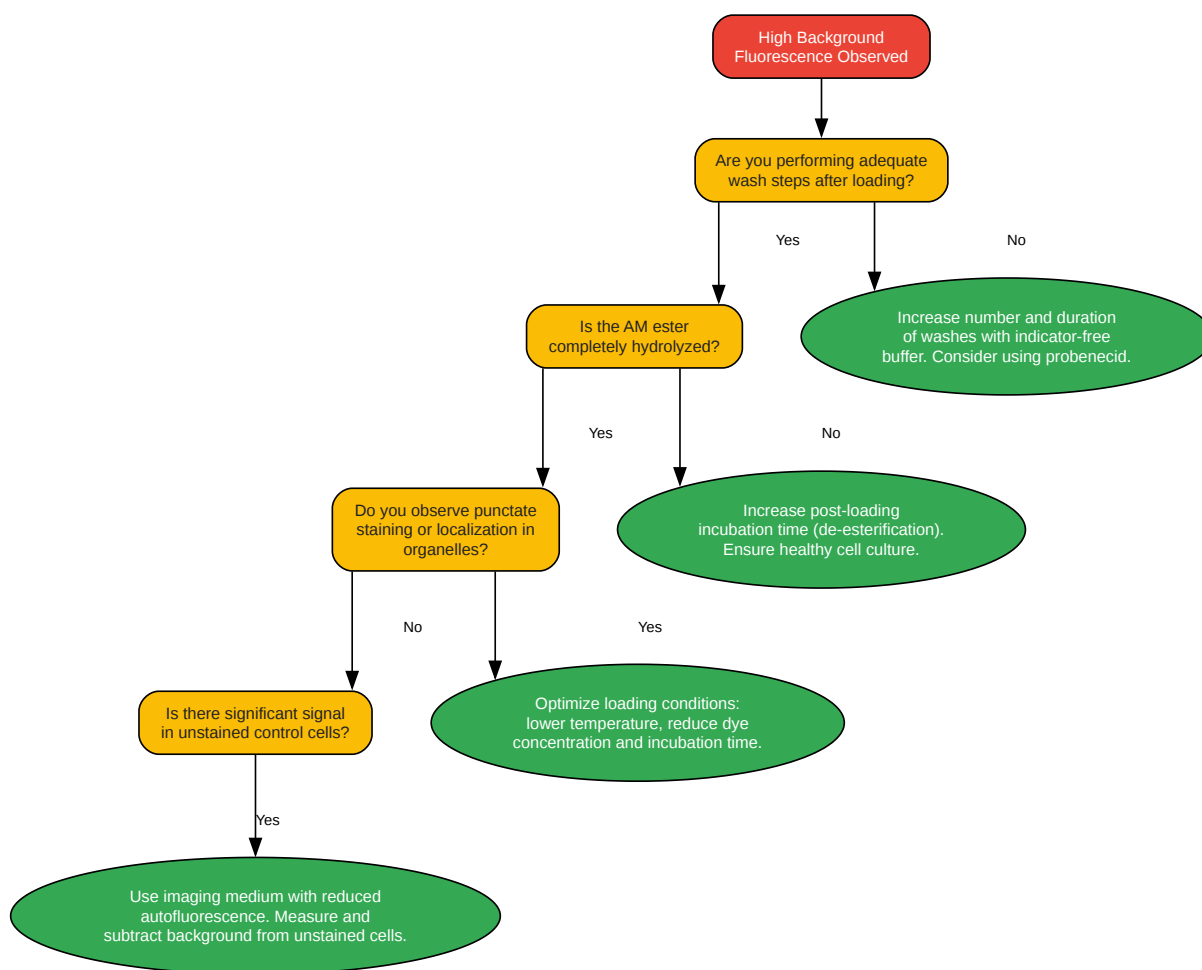 High Background
Fluorescence Observed
Are you performing adequate
wash steps after loading?
Yes
No
Is the AM ester
completely hydrolyzed?
Increase number and duration
of washes with indicator-free
buffer. Consider using probenecid.
Yes
No
Do you observe punctate
staining or localization in
organelles?
Increase post-loading
incubation time (de-esterification).
Ensure healthy cell culture.
No
Yes
Is there significant signal
in unstained control cells?
Optimize loading conditions:
lower temperature, reduce dye
concentration and incubation time.
Yes
Use imaging medium with reduced
autofluorescence. Measure and
subtract background from unstained cells.